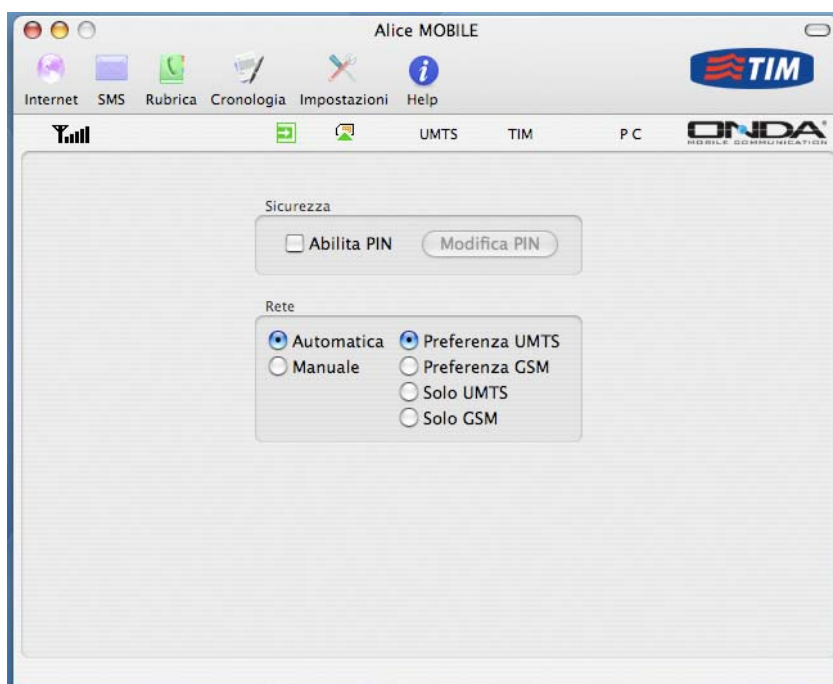 Alice MOBILE
Internet SMS Rubrica Cronologia Impostazioni Help
TIM
UMTS TIM P C ONDA
MOBILE COMMUNICATION
Sicurezza
Abilita PIN Modifica PIN
Rete
Automatica Preferenza UMTS
Manuale Preferenza GSM
Solo UMTS
Solo GSM